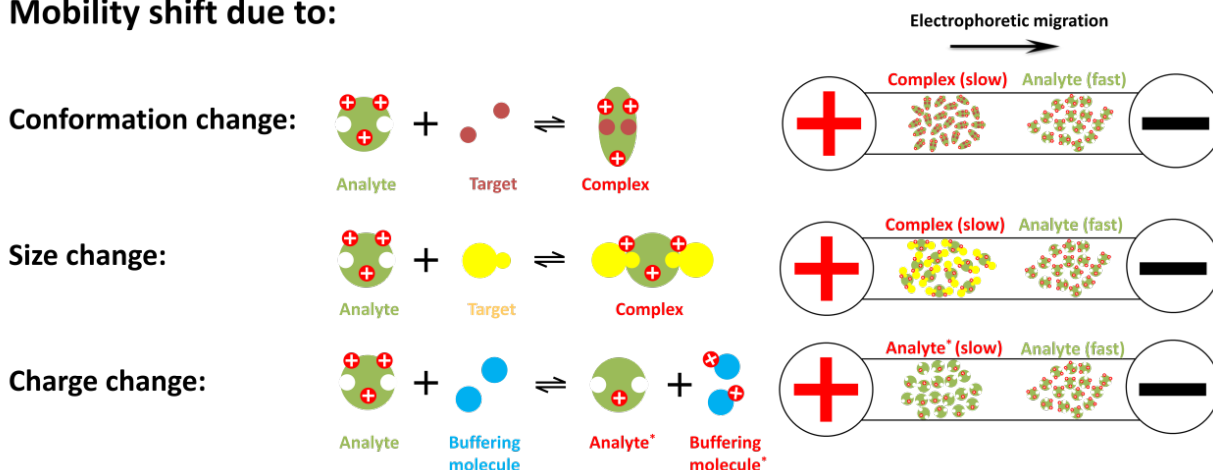 Mobility shift due to:
Electrophoretic migration
Conformation change:
+
⇌
Analyte
Target
Complex
Complex (slow) Analyte (fast)
+
−
Size change:
+
⇌
Analyte
Target
Complex
Complex (slow) Analyte (fast)
+
−
Charge change:
+
⇌
+
Analyte
Buffering
molecule
Analyte*
Buffering
molecule*
Analyte* (slow) Analyte (fast)
+
−